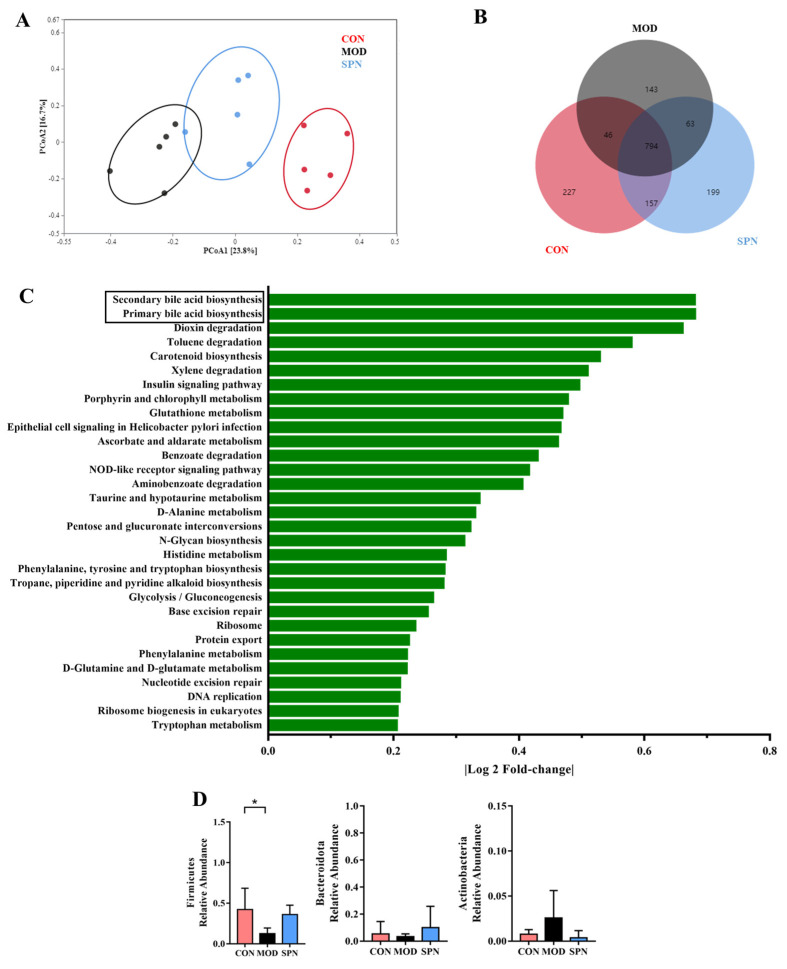 A
0.67
0.4
0.2
0
0.2
0.4
0.5
PCoA2 [16.7%]
-0.55
-0.4
-0.2
0
0.2
0.4
0.5
PCoA1 [23.8%]
CON
MOD
SPN
B
MOD
143
46
63
794
227
157
199
CON
SPN
C
Secondary bile acid biosynthesis
Primary bile acid biosynthesis
Dioxin degradation
Toluene degradation
Carotenoid biosynthesis
Xylene degradation
Insulin signaling pathway
Porphyrin and chlorophyll metabolism
Glutathione metabolism
Epithelial cell signaling in Helicobacter pylori infection
Ascorbate and aldarate metabolism
Benzoate degradation
NOD-like receptor signaling pathway
Aminobenzoate degradation
Taurine and hypotaurine metabolism
D-Alanine metabolism
Pentose and glucuronate interconversions
N-Glycan biosynthesis
Histidine metabolism
Phenylalanine, tyrosine and tryptophan biosynthesis
Tropane, piperidine and pyridine alkaloid biosynthesis
Glycolysis / Gluconeogenesis
Base excision repair
Ribosome
Protein export
Phenylalanine metabolism
D-Glutamine and D-glutamate metabolism
Nucleotide excision repair
DNA replication
Ribosome biogenesis in eukaryotes
Tryptophan metabolism
0.0
0.2
0.4
0.6
0.8
|Log 2 Fold-change|
D
Firmicutes
Relative Abundance
1.5
1.0
0.5
0.0
*
CON MOD SPN
Bacteroidota
Relative Abundance
1.0
0.8
0.6
0.4
0.2
0.0
CON MOD SPN
Actinobacteria
Relative Abundance
0.15
0.10
0.05
0.00
CON MOD SPN